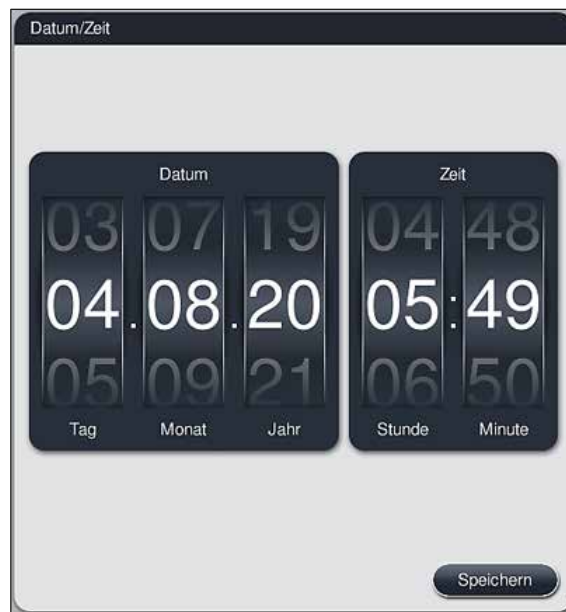 Datum/Zeit
Datum
03 07 19
04.08.20
05 09 21
Tag Monat Jahr
Zeit
04 48
05:49
06 50
Stunde Minute
Speichern